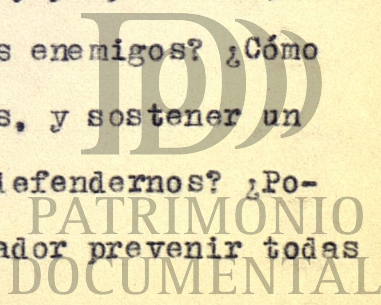 s enemigos? ¿Cómo
s, y sostener un
defendernos? ¿Po-
ador prevenir todas
PATRIMONIO
DOCUMENTAL